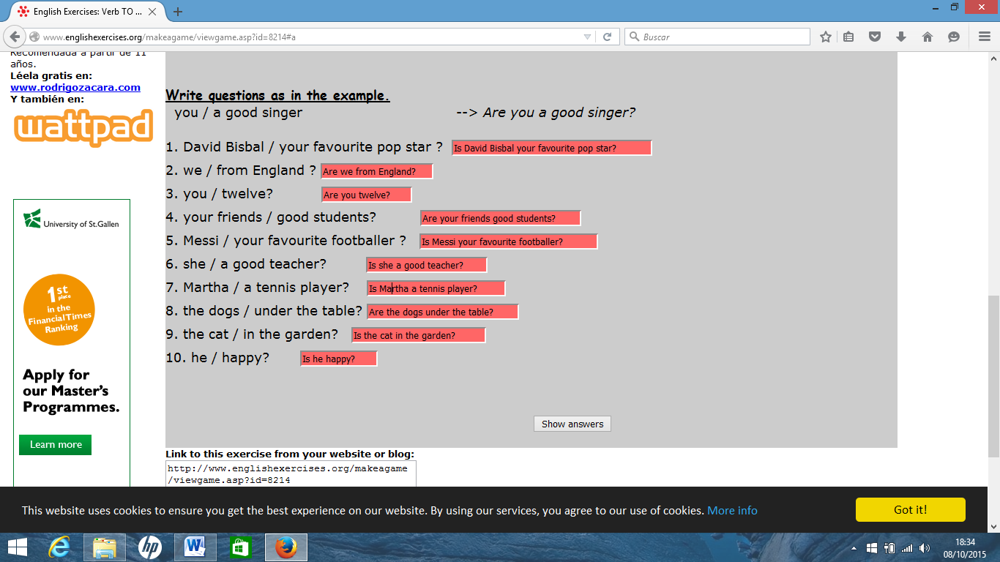 English Exercises: Verb TO ...
www.englishexercises.org/makeagame/viewgame.asp?id=8214#a
Buscar
Recomendada a partir de 11
años.
Léela gratis en:
www.rodrigozacara.com
Y también en:
wattpad
University of St.Gallen
1st
place
in the
Financial Times
Ranking
Apply for
our Master's
Programmes.
Learn more
Write questions as in the example.
you / a good singer --> Are you a good singer?
1. David Bisbal / your favourite pop star ? Is David Bisbal your favourite pop star?
2. we / from England ? Are we from England?
3. you / twelve? Are you twelve?
4. your friends / good students? Are your friends good students?
5. Messi / your favourite footballer ? Is Messi your favourite footballer?
6. she / a good teacher? Is she a good teacher?
7. Martha / a tennis player? Is Martha a tennis player?
8. the dogs / under the table? Are the dogs under the table?
9. the cat / in the garden? Is the cat in the garden?
10. he / happy? Is he happy?
Show answers
Link to this exercise from your website or blog:
http://www.englishexercises.org/makeagame
/viewgame.asp?id=8214
This website uses cookies to ensure you get the best experience on our website. By using our services, you agree to our use of cookies. More info
Got it!
hp
18:34
08/10/2015